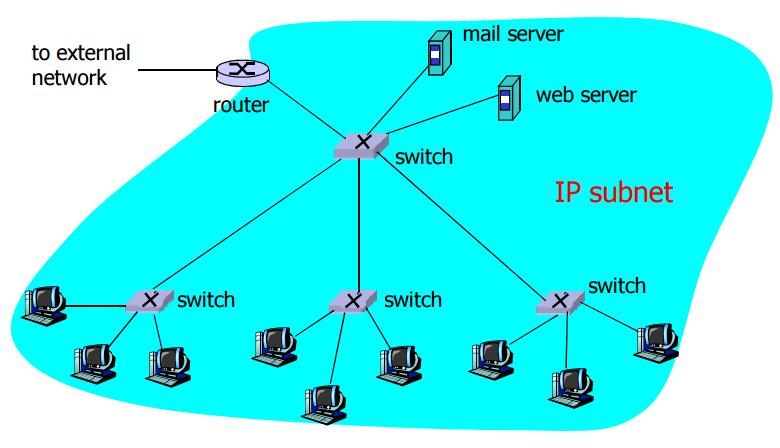 to external
network
router
mail server
web server
switch
IP subnet
switch
switch
switch